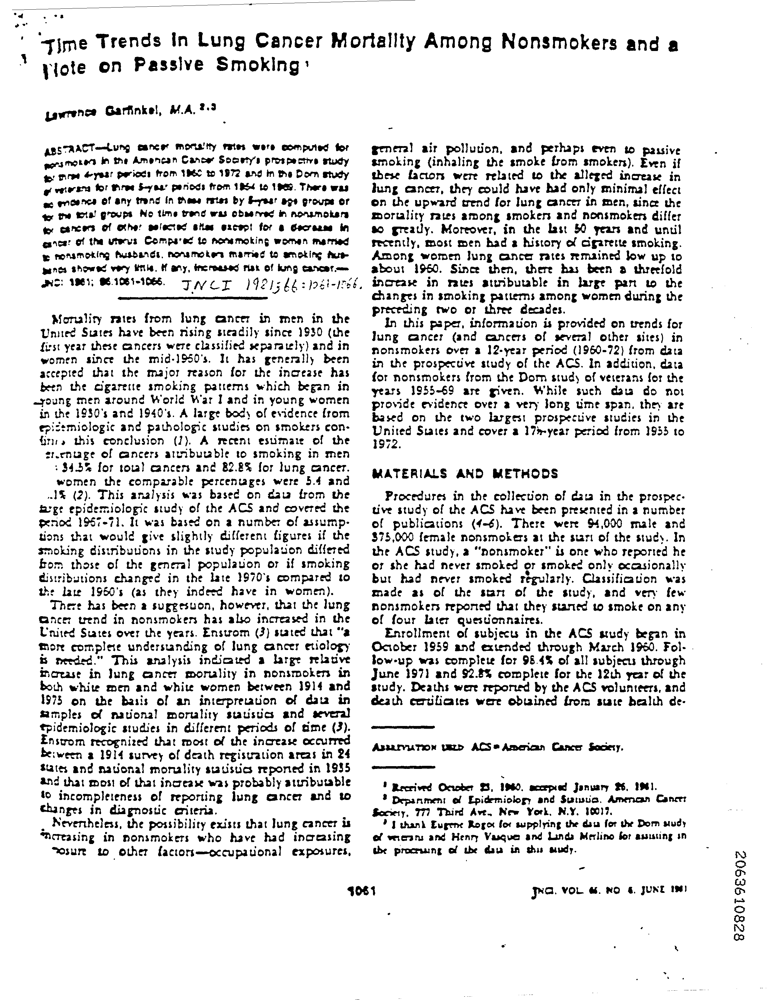 Time Trends in Lung Cancer Mortality Among Nonsmokers and a
Note on Passive Smoking ¹
Lawrence Garfinkel, M.A. ²,³
ABSTRACT—Lung cancer mortality rates were computed for
nonsmokers in the American Cancer Society's prospective study
for three 4-year periods from 1960 to 1972 and in the Dorn study
of veterans for three 5-year periods from 1954 to 1969. There was
no evidence of any trend in these rates by 5-year age groups or
for the total groups. No time trend was observed in nonsmokers
for cancers of other selected sites except for a decrease in
cancer of the uterus. Compared to nonsmoking women married
to nonsmoking husbands, nonsmokers married to smoking hus-
bands showed very little, if any, increased risk of lung cancer.—
JNCI 1981; 66:1061-1066. JNCI 1981;66:1061-1066.
Mortality rates from lung cancer in men in the
United States have been rising steadily since 1930 (the
first year these cancers were classified separately) and in
women since the mid-1960's. It has generally been
accepted that the major reason for the increase has
been the cigarette smoking patterns which began in
young men around World War I and in young women
in the 1930's and 1940's. A large body of evidence from
epidemiologic and pathologic studies on smokers con-
firms this conclusion (1). A recent estimate of the
percentage of cancers attributable to smoking in men
: 34.5% for total cancers and 82.8% for lung cancer.
women the comparable percentages were 5.4 and
.1% (2). This analysis was based on data from the
large epidemiologic study of the ACS and covered the
period 1967-71. It was based on a number of assump-
tions that would give slightly different figures if the
smoking distributions in the study population differed
from those of the general population or if smoking
distributions changed in the late 1970's compared to
the late 1960's (as they indeed have in women).
There has been a suggestion, however, that the lung
cancer trend in nonsmokers has also increased in the
United States over the years. Enstrom (3) stated that "a
more complete understanding of lung cancer etiology
is needed." This analysis indicated a large relative
increase in lung cancer mortality in nonsmokers in
both white men and white women between 1914 and
1975 on the basis of an interpretation of data in
samples of national mortality statistics and several
epidemiologic studies in different periods of time (3).
Enstrom recognized that most of the increase occurred
between a 1914 survey of death registration areas in 24
states and national mortality statistics reported in 1935
and that most of that increase was probably attributable
to incompleteness of reporting lung cancer and to
changes in diagnostic criteria.
Nevertheless, the possibility exists that lung cancer is
increasing in nonsmokers who have had increasing
posure to other factors—occupational exposures,
general air pollution, and perhaps even to passive
smoking (inhaling the smoke from smokers). Even if
these factors were related to the alleged increase in
lung cancer, they could have had only minimal effect
on the upward trend for lung cancer in men, since the
mortality rates among smokers and nonsmokers differ
so greatly. Moreover, in the last 50 years and until
recently, most men had a history of cigarette smoking.
Among women lung cancer rates remained low up to
about 1960. Since then, there has been a threefold
increase in rates attributable in large part to the
changes in smoking patterns among women during the
preceding two or three decades.
In this paper, information is provided on trends for
lung cancer (and cancers of several other sites) in
nonsmokers over a 12-year period (1960-72) from data
in the prospective study of the ACS. In addition, data
for nonsmokers from the Dorn study of veterans for the
years 1955-69 are given. While such data do not
provide evidence over a very long time span, they are
based on the two largest prospective studies in the
United States and cover a 17½-year period from 1955 to
1972.
MATERIALS AND METHODS
Procedures in the collection of data in the prospec-
tive study of the ACS have been presented in a number
of publications (4-6). There were 94,000 male and
375,000 female nonsmokers at the start of the study. In
the ACS study, a "nonsmoker" is one who reported he
or she had never smoked or smoked only occasionally
but had never smoked regularly. Classification was
made as of the start of the study, and very few
nonsmokers reported that they started to smoke on any
of four later questionnaires.
Enrollment of subjects in the ACS study began in
October 1959 and extended through March 1960. Fol-
low-up was complete for 98.4% of all subjects through
June 1971 and 92.8% complete for the 12th year of the
study. Deaths were reported by the ACS volunteers, and
death certificates were obtained from state health de-
ABBREVIATION USED: ACS=American Cancer Society.
¹ Received October 23, 1980, accepted January 26, 1981.
² Department of Epidemiology and Statistics, American Cancer
Society, 777 Third Ave., New York, N.Y. 10017.
³ I thank Eugene Rogot for supplying the data for the Dorn study
of veterans and Henry Vasquez and Linda Merlino for assisting in
the processing of the data in this study.
1061
JNCI, VOL. 66, NO. 6, JUNE 1981
2063610828